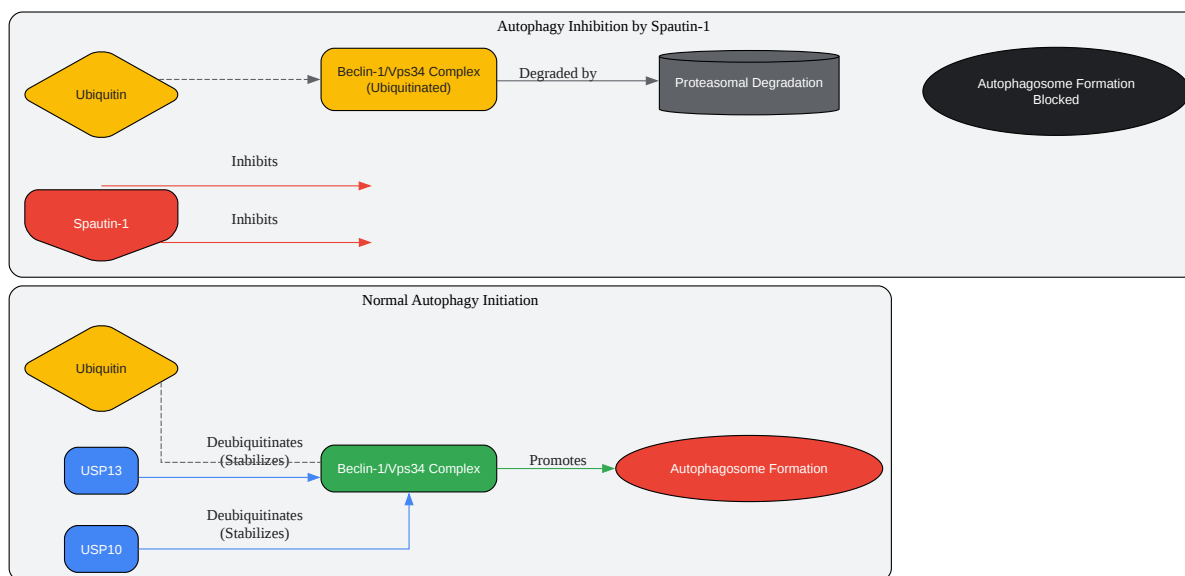 Autophagy Inhibition by Spautin-1
Ubiquitin
Beclin-1/Vps34 Complex
(Ubiquitinated)
Degraded by
Proteasomal Degradation
Autophagosome Formation
Blocked
Inhibits
Spautin-1
Inhibits
Normal Autophagy Initiation
Ubiquitin
USP13
Deubiquitinates
(Stabilizes)
Beclin-1/Vps34 Complex
Promotes
Autophagosome Formation
USP10
Deubiquitinates
(Stabilizes)